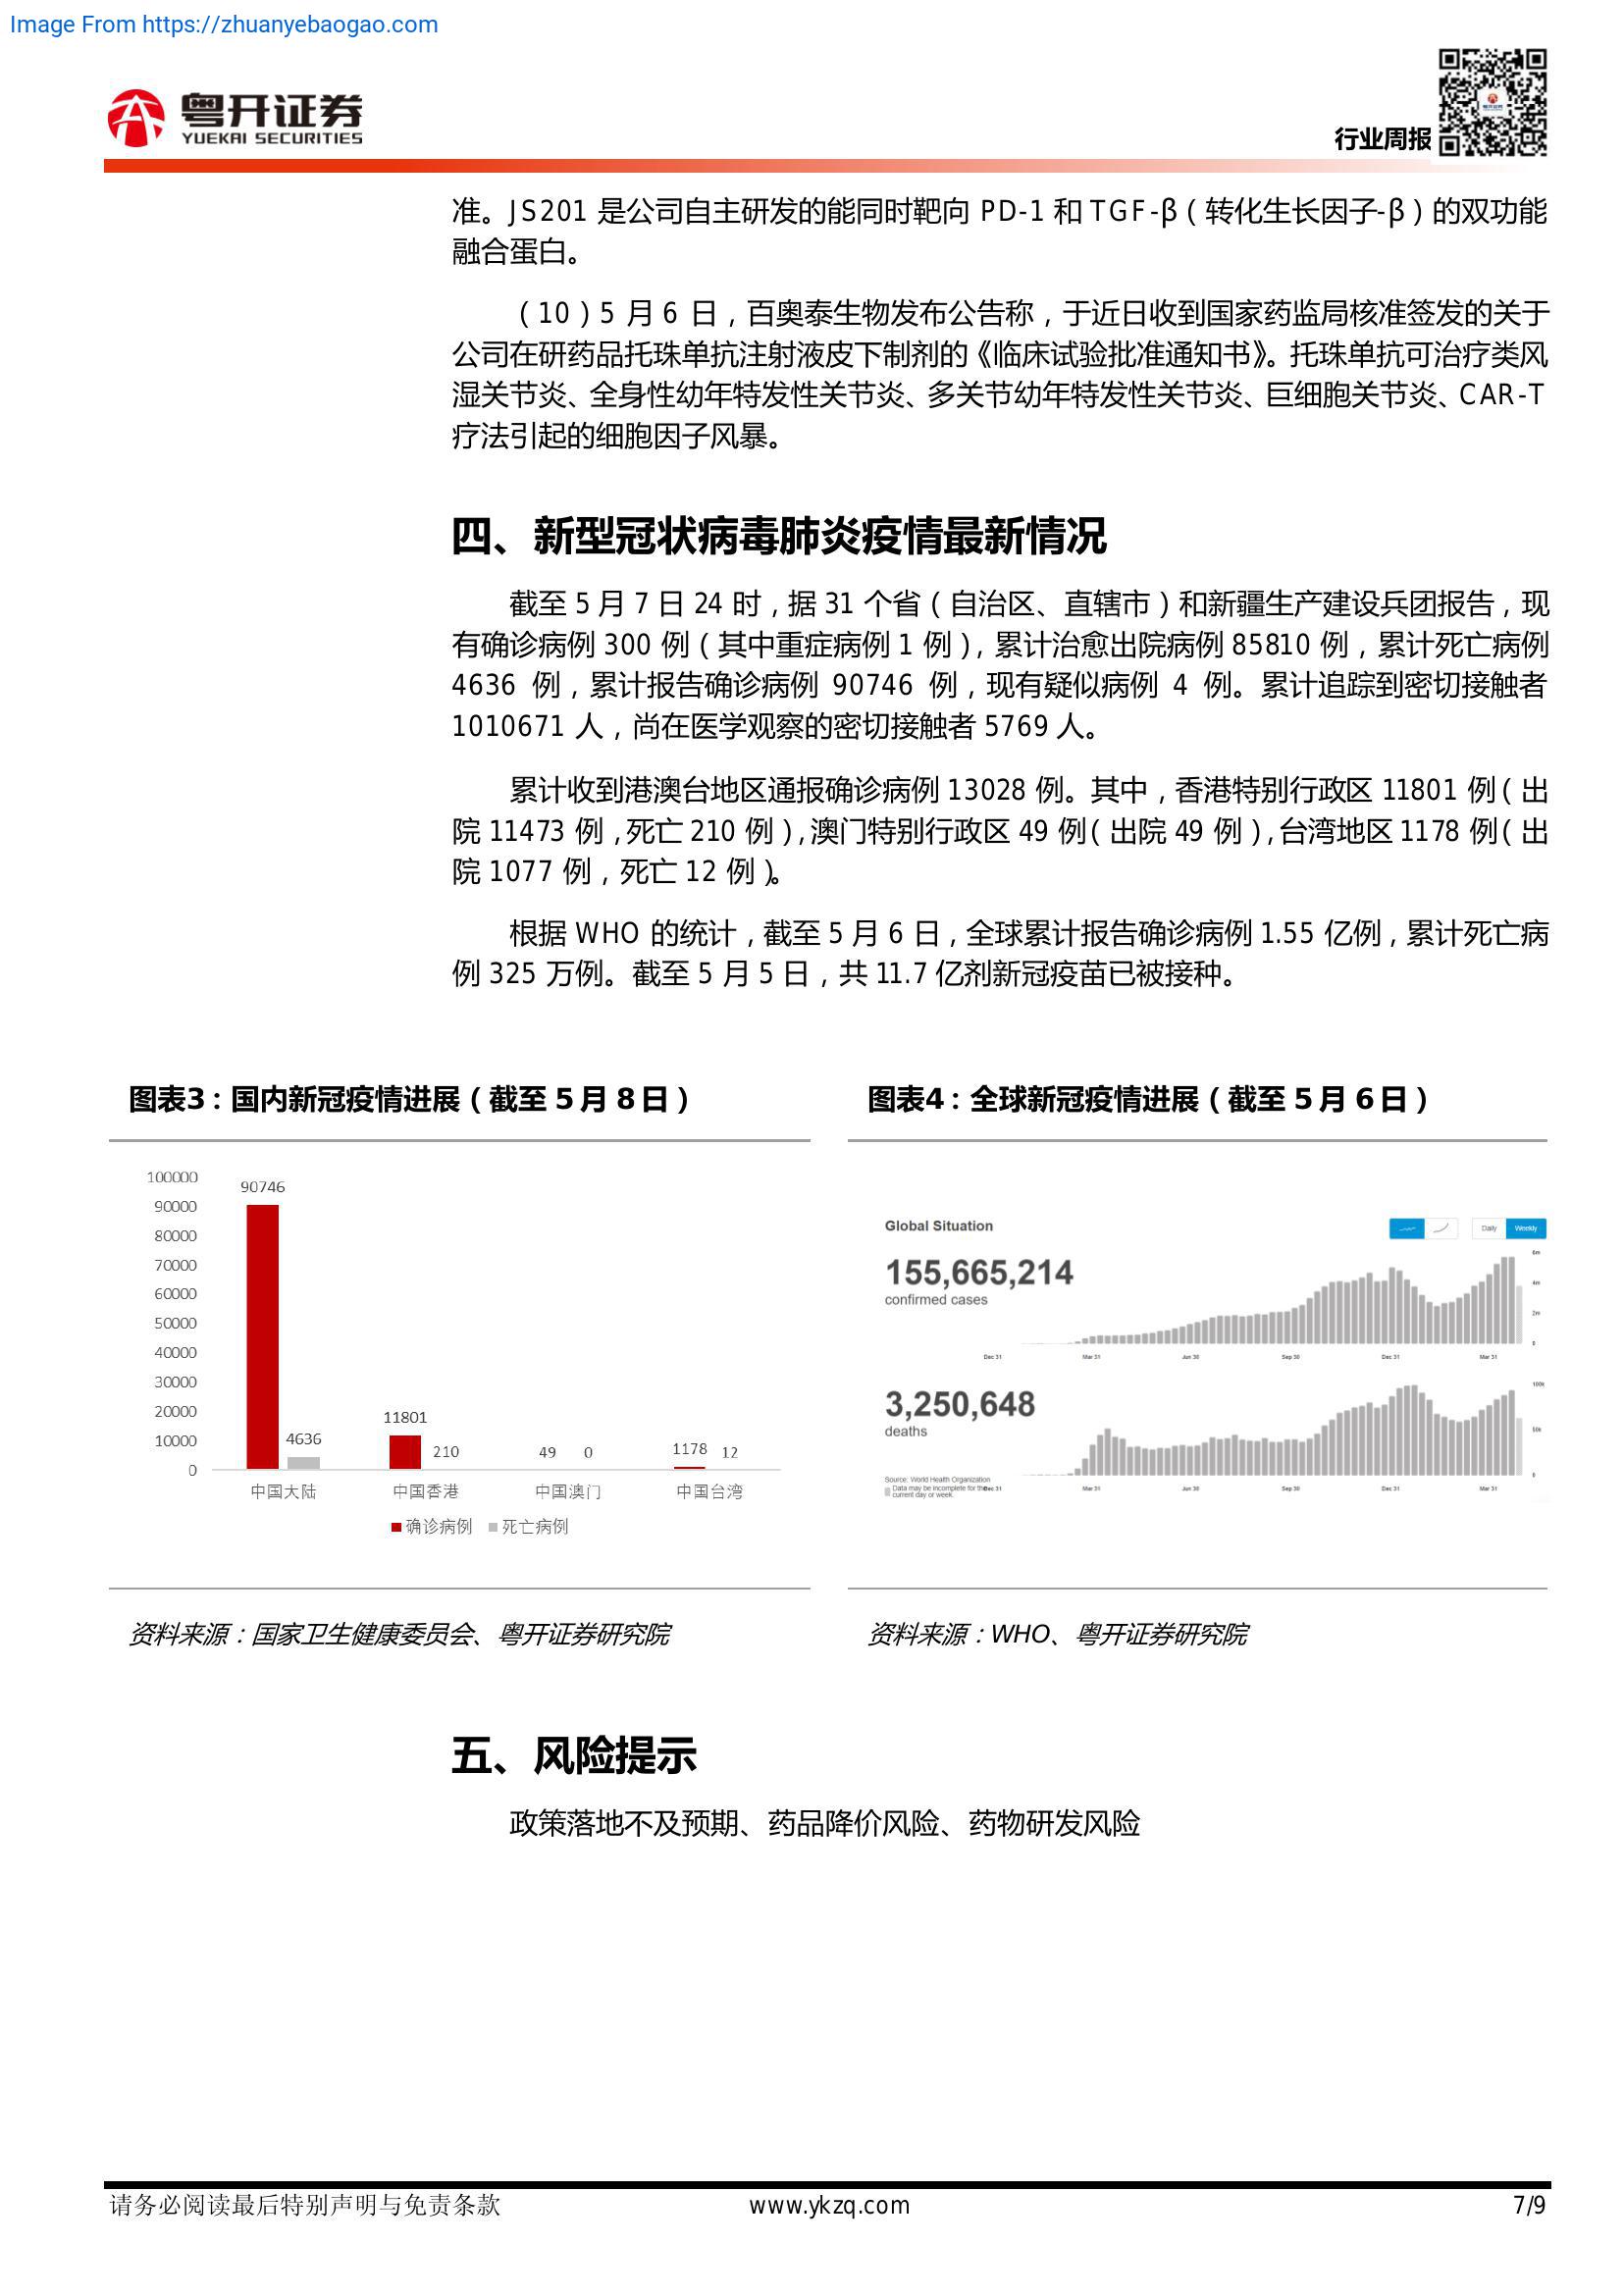 Image From https://zhuanyebaogao.com
粤开证券
YUEKAI SECURITIES
行业周报
准。JS201 是公司自主研发的能同时靶向 PD-1 和 TGF-β（转化生长因子-β）的双功能
融合蛋白。
（10）5 月 6 日，百奥泰生物发布公告称，于近日收到国家药监局核准签发的关于
公司在研药品托珠单抗注射液皮下制剂的《临床试验批准通知书》。托珠单抗可治疗类风
湿关节炎、全身性幼年特发性关节炎、多关节幼年特发性关节炎、巨细胞关节炎、CAR-T
疗法引起的细胞因子风暴。
四、新型冠状病毒肺炎疫情最新情况
截至 5 月 7 日 24 时，据 31 个省（自治区、直辖市）和新疆生产建设兵团报告，现
有确诊病例 300 例（其中重症病例 1 例），累计治愈出院病例 85810 例，累计死亡病例
4636 例，累计报告确诊病例 90746 例，现有疑似病例 4 例。累计追踪到密切接触者
1010671 人，尚在医学观察的密切接触者 5769 人。
累计收到港澳台地区通报确诊病例 13028 例。其中，香港特别行政区 11801 例（出
院 11473 例，死亡 210 例），澳门特别行政区 49 例（出院 49 例），台湾地区 1178 例（出
院 1077 例，死亡 12 例）。
根据 WHO 的统计，截至 5 月 6 日，全球累计报告确诊病例 1.55 亿例，累计死亡病
例 325 万例。截至 5 月 5 日，共 11.7 亿剂新冠疫苗已被接种。
图表3：国内新冠疫情进展（截至 5 月 8 日）
100000
90000
80000
70000
60000
50000
40000
30000
20000
10000
0
90746
4636
11801
210
49
0
1178
12
中国大陆 中国香港 中国澳门 中国台湾
确诊病例 死亡病例
资料来源：国家卫生健康委员会、粤开证券研究院
图表4：全球新冠疫情进展（截至 5 月 6 日）
Global Situation
Daily Weekly
155,665,214
confirmed cases
6m
4m
2m
0
Dec 31 Mar 31 Jun 30 Sep 30 Dec 31 Mar 31
3,250,648
deaths
100k
50k
0
Source: World Health Organization
Data may be incomplete for the
current day or week.
Dec 31 Mar 31 Jun 30 Sep 30 Dec 31 Mar 31
资料来源：WHO、粤开证券研究院
五、风险提示
政策落地不及预期、药品降价风险、药物研发风险
请务必阅读最后特别声明与免责条款 www.ykzq.com 7/9